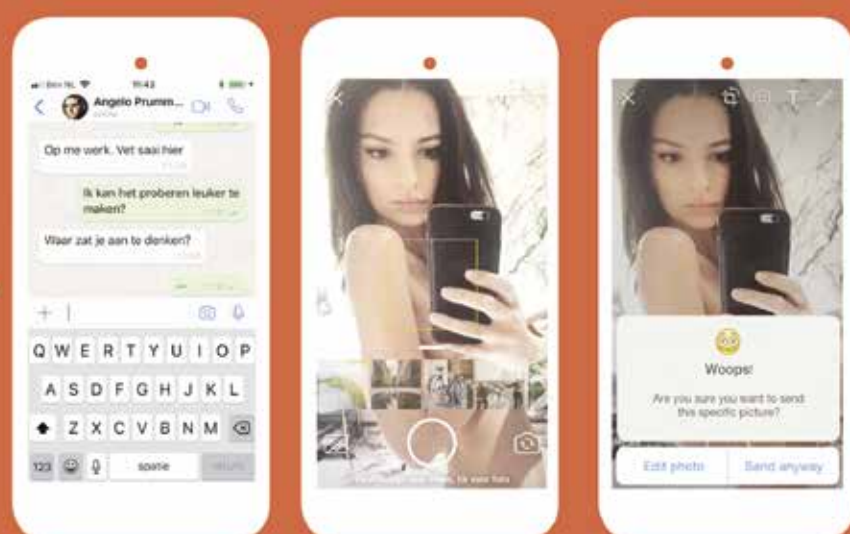 11:43
Angelo Prumm...
Op me werk. Vet saai hier
Ik kan het proberen leuker te
maken?
Waar zat je aan te denken?
Q W E R T Y U I O P
A S D F G H J K L
Z X C V B N M
123 spatie
Woops!
Are you sure you want to send
this specific picture?
Edit photo Send anyway